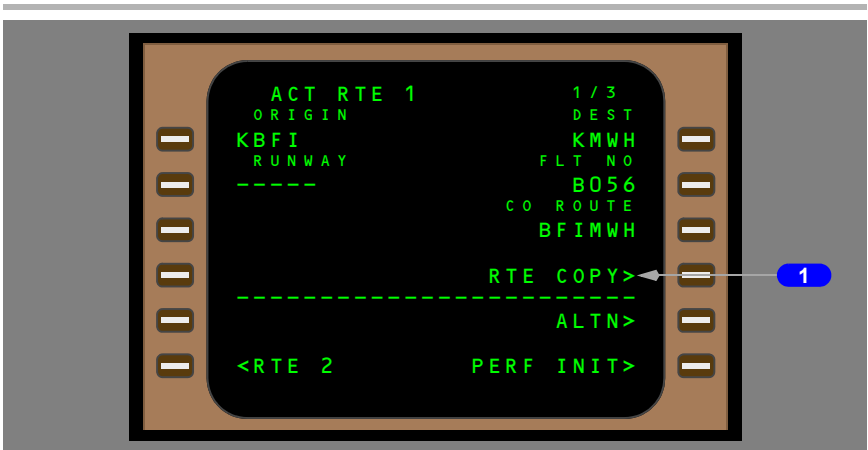 ACT RTE 1 1/3
ORIGIN DEST
KBFI KMWH
RUNWAY FLT NO
----- BO56
CO ROUTE
BFIMWH
RTE COPY> 1
------------------------
ALTN>
<RTE 2 PERF INIT>